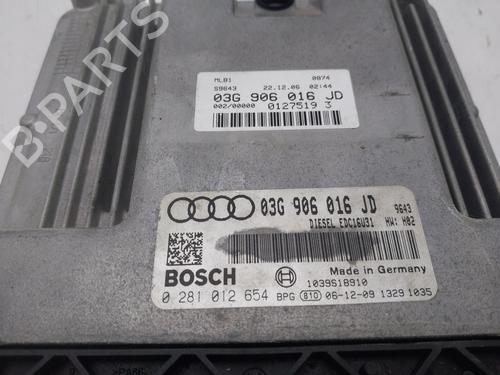 B-PARTS
MLB1 0874
S9643 22.12.06 02:44
03G 906 016 JD
002/00000 0127519 3
03G 906 016 JD 9643
DIESEL EDC16U31 HW: H02
BOSCH
Made in Germany
1039S18910
0 281 012 654 BPG 810 06-12-09 1329 1035
>PA66